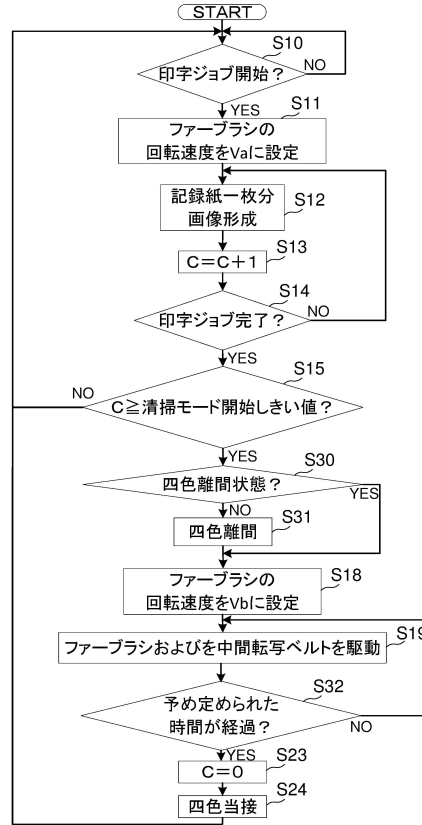 START
S10
印字ジョブ開始？
NO
YES
S11
ファーブラシの
回転速度をVaに設定
記録紙一枚分
画像形成
S12
S13
C＝C＋1
S14
印字ジョブ完了？
NO
YES
S15
NO
C≧清掃モード開始しきい値？
YES
S30
四色離間状態？
YES
NO
S31
四色離間
S18
ファーブラシの
回転速度をVbに設定
S19
ファーブラシおよびを中間転写ベルトを駆動
S32
予め定められた
時間が経過？
NO
YES
S23
C＝0
S24
四色当接